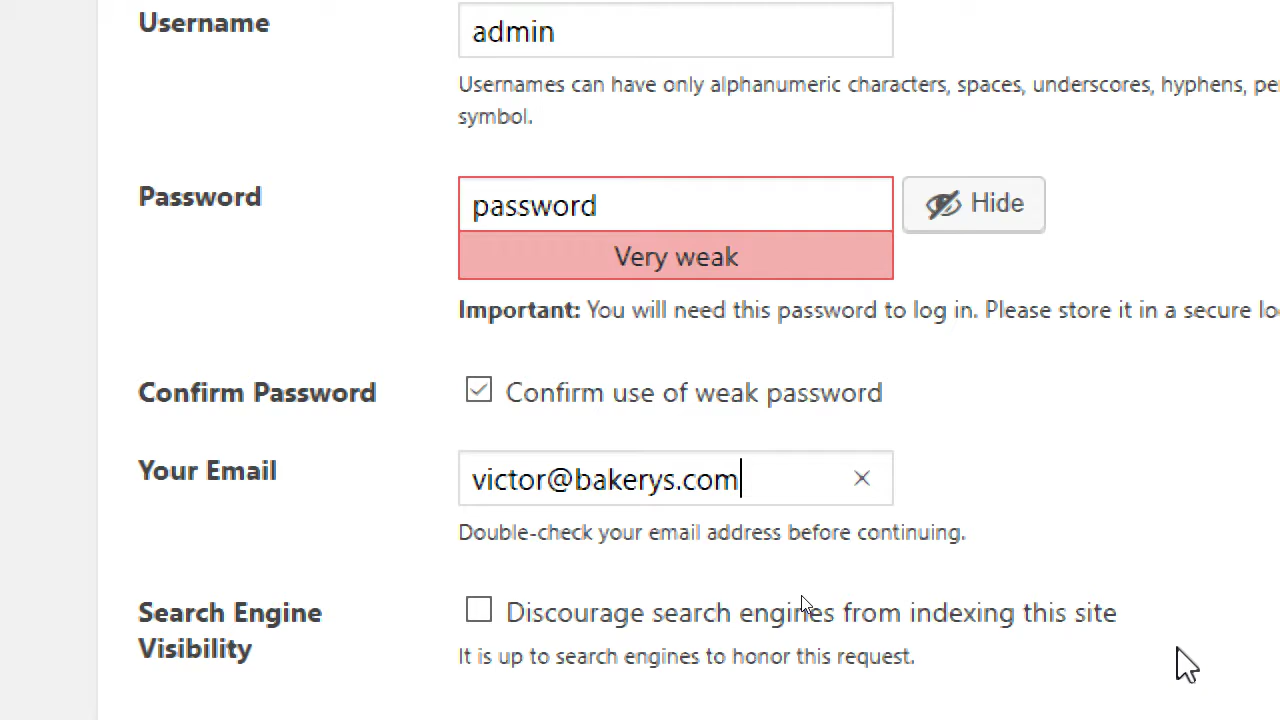 Username
admin
Usernames can have only alphanumeric characters, spaces, underscores, hyphens,
symbol.
Password
password
Hide
Very weak
Important: You will need this password to log in. Please store it in a secure
Confirm Password
Confirm use of weak password
Your Email
victor@bakerys.com
Double-check your email address before continuing.
Search Engine
Visibility
Discourage search engines from indexing this site
It is up to search engines to honor this request.